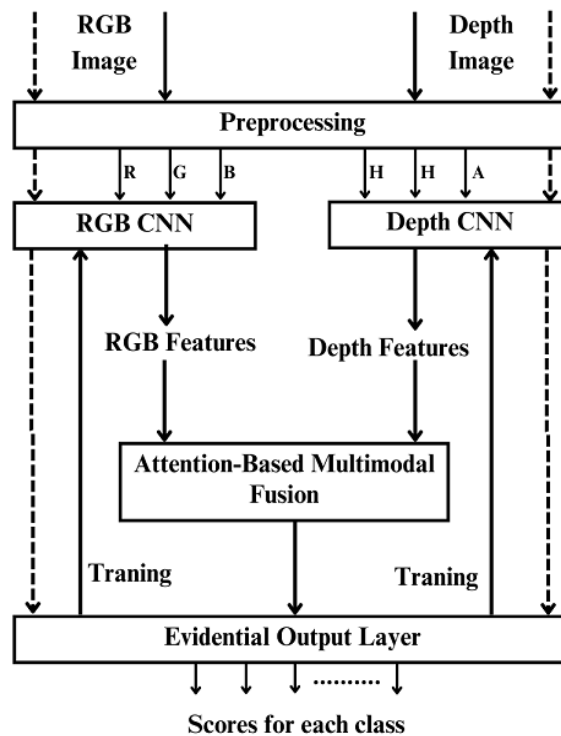 RGB Image
Depth Image
Preprocessing
R G B H H A
RGB CNN
Depth CNN
RGB Features
Depth Features
Attention-Based Multimodal
Fusion
Traning
Traning
Evidential Output Layer
..........
Scores for each class